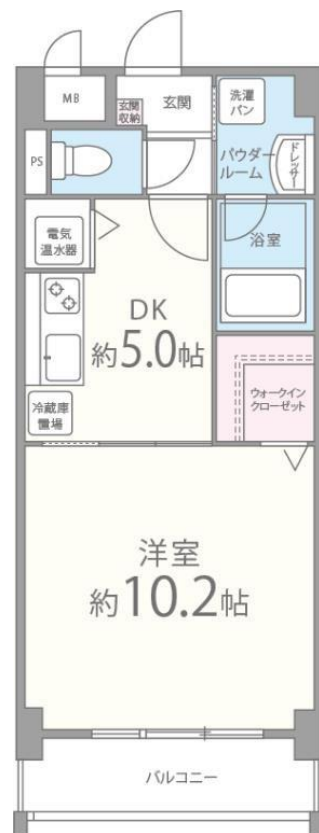 MB
玄関
収納
玄関
洗濯
パン
PS
パウダー
ルーム
ドレッサー
電気
温水器
浴室
DK
約5.0帖
冷蔵庫
置場
ウォークイン
クローゼット
洋室
約10.2帖
バルコニー